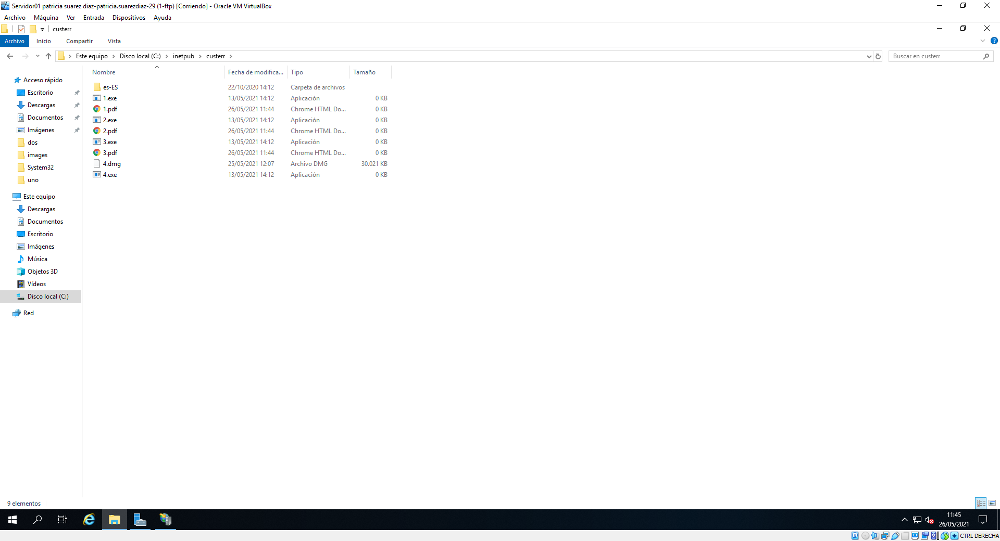 Servidor01 patricia suarez diaz-patricia.suarezdiaz-29 (1-ftp) [Corriendo] - Oracle VM VirtualBox
Archivo Máquina Ver Entrada Dispositivos Ayuda
custerr
Archivo Inicio Compartir Vista
Este equipo > Disco local (C:) > inetpub > custerr >
Buscar en custerr
Nombre Fecha de modifica... Tipo Tamaño
es-ES 22/10/2020 14:12 Carpeta de archivos
1.exe 13/05/2021 14:12 Aplicación 0 KB
1.pdf 26/05/2021 11:44 Chrome HTML Do... 0 KB
2.exe 13/05/2021 14:12 Aplicación 0 KB
2.pdf 26/05/2021 11:44 Chrome HTML Do... 0 KB
3.exe 13/05/2021 14:12 Aplicación 0 KB
3.pdf 26/05/2021 11:44 Chrome HTML Do... 0 KB
4.dmg 25/05/2021 12:07 Archivo DMG 30.021 KB
4.exe 13/05/2021 14:12 Aplicación 0 KB
Acceso rápido
Escritorio
Descargas
Documentos
Imágenes
dos
images
System32
uno
Este equipo
Descargas
Documentos
Escritorio
Imágenes
Música
Objetos 3D
Vídeos
Disco local (C:)
Red
9 elementos
11:45
26/05/2021
CTRL DERECHA